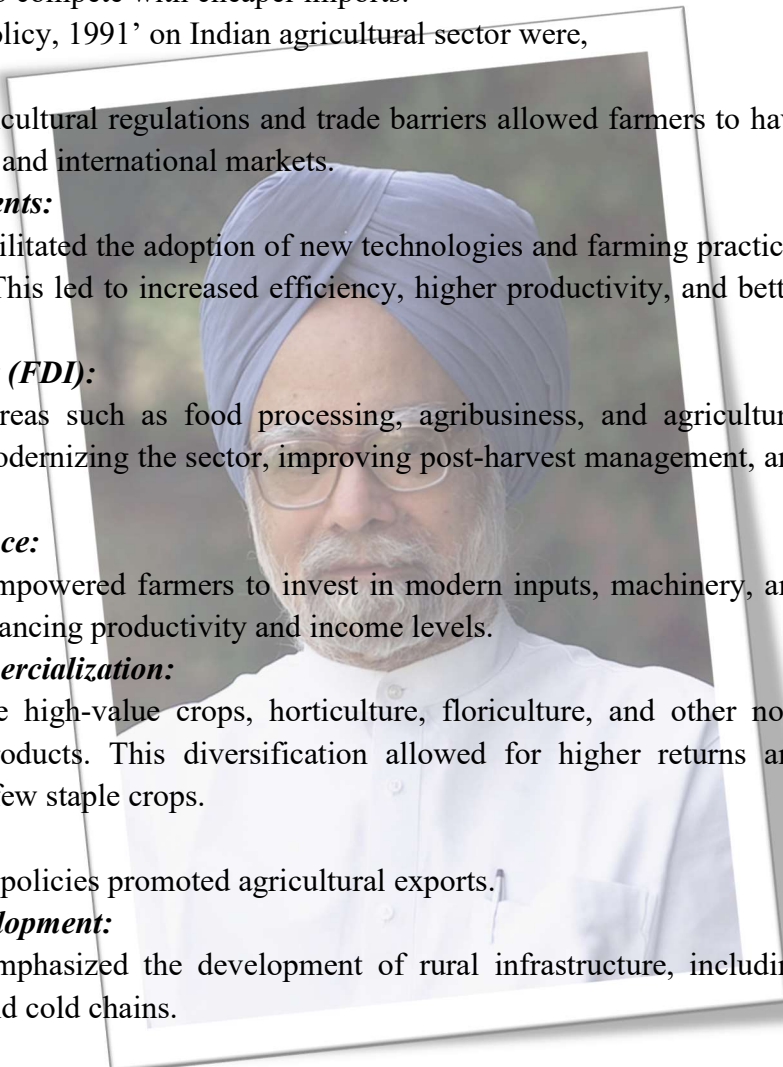 o compete with cheaper imports.
olicy, 1991’ on Indian agricultural sector were,
cultural regulations and trade barriers allowed farmers to hav
and international markets.
ents:
ilitated the adoption of new technologies and farming practic
This led to increased efficiency, higher productivity, and bett
(FDI):
reas such as food processing, agribusiness, and agricultur
odernizing the sector, improving post-harvest management, an
ce:
mpowered farmers to invest in modern inputs, machinery, an
ancing productivity and income levels.
ercialization:
e high-value crops, horticulture, floriculture, and other no
roducts. This diversification allowed for higher returns an
few staple crops.
policies promoted agricultural exports.
lopment:
mphasized the development of rural infrastructure, includin
d cold chains.